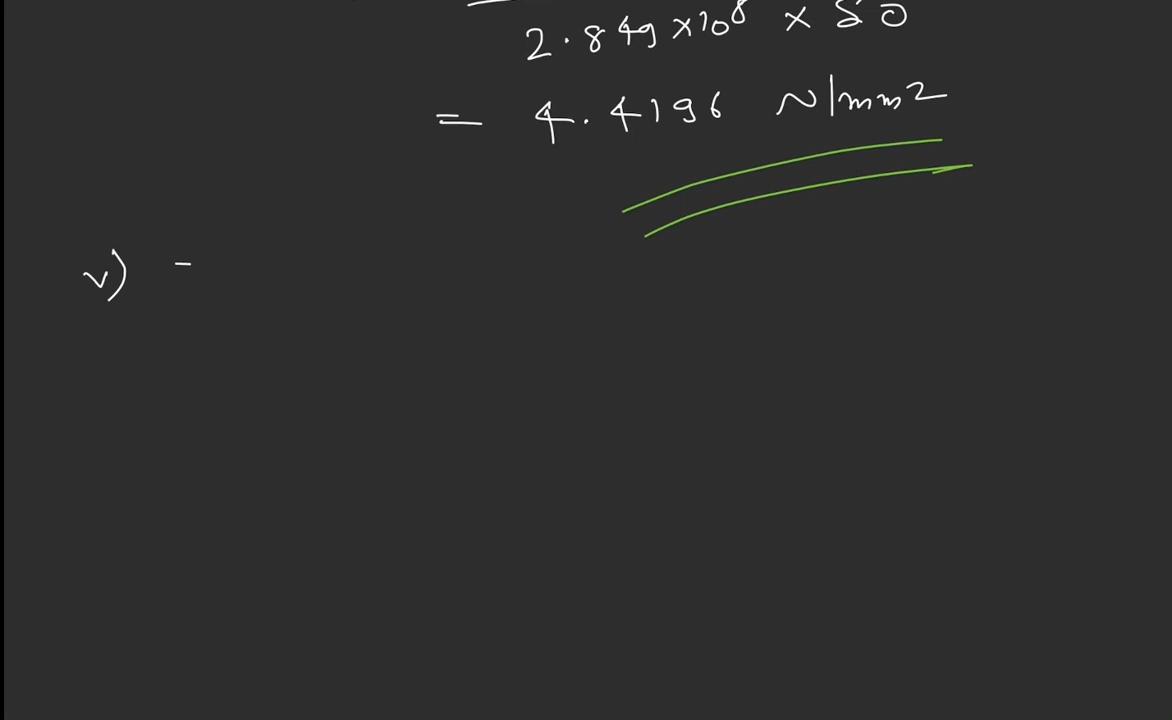 2.849 × 10⁸ × 50
= 4.4196 N/mm2
v) -